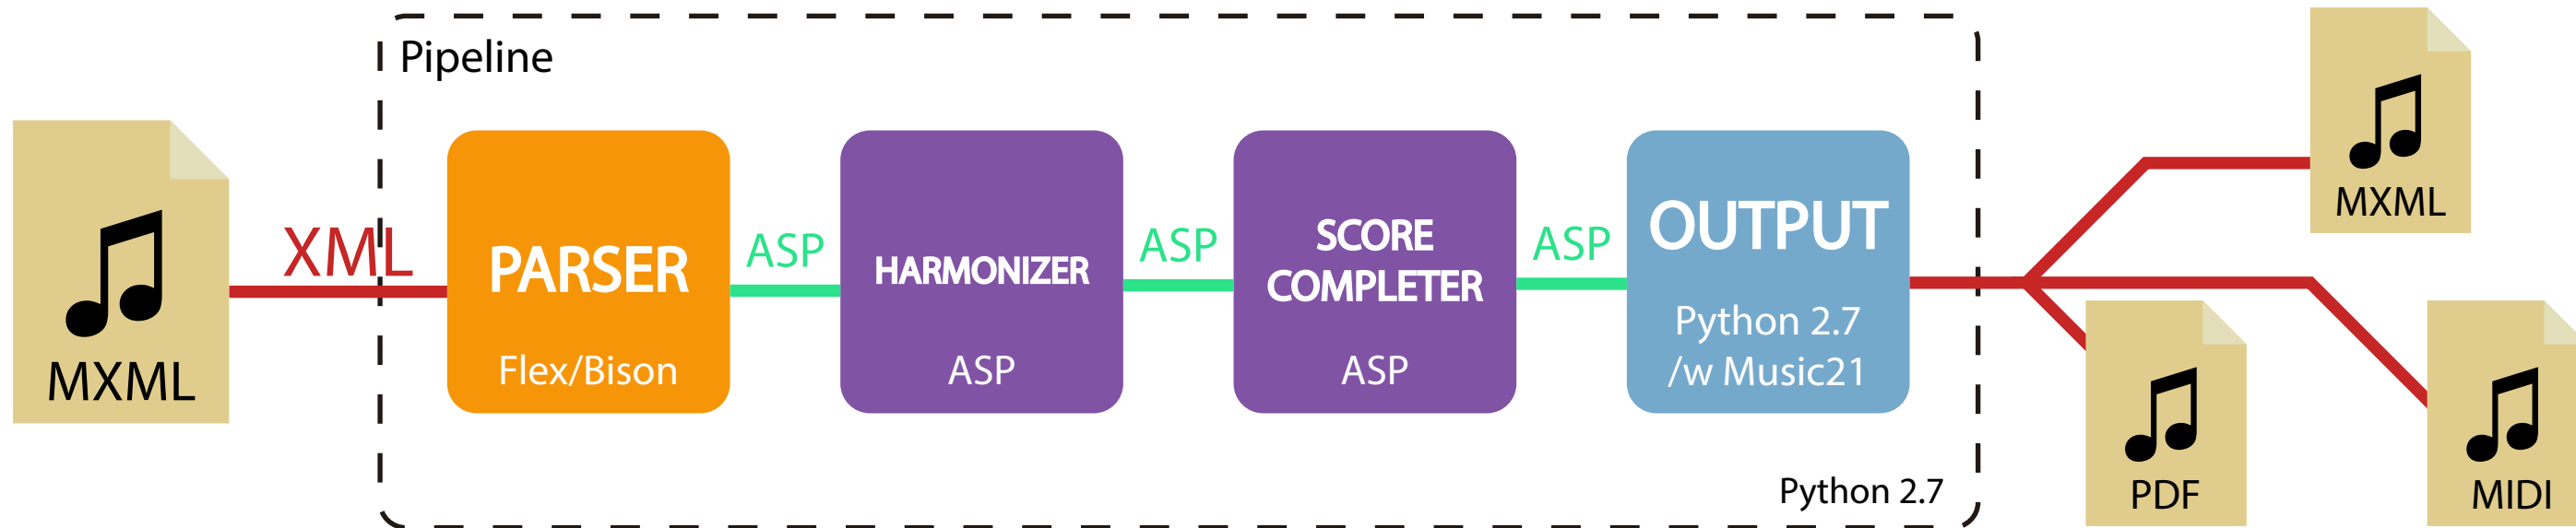 Pipeline
MXML
XML
PARSER
Flex/Bison
ASP
HARMONIZER
ASP
ASP
SCORE
COMPLETER
ASP
ASP
OUTPUT
Python 2.7
/w Music21
Python 2.7
MXML
PDF
MIDI